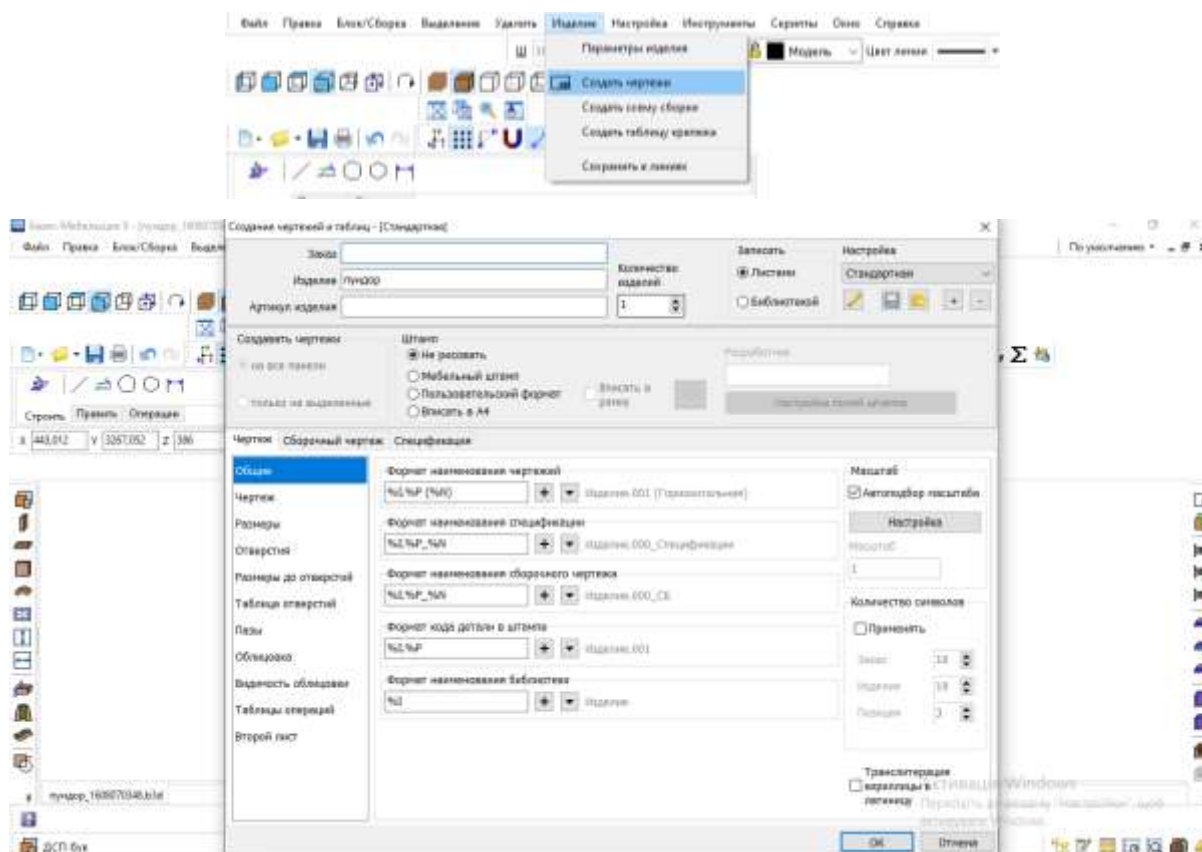 Файл Правка Блок/Сборка Выделение Удалить Изделие Настройка Инструменты Скрипты Окно Справка
Ш
Параметры изделия
Модель
Цвет линии
Создать чертежи
Создать схему сборки
Создать таблицу крепежа
Сохранить в линиях
Создание чертежей и таблиц - [Стандартная]
Файл Правка Блок/Сборка
По умолчанию
Заказ
Изделие лундор
Артикул изделия
Количество изделий
1
Записать
Листами
Библиотекой
Настройка
Стандартная
Создавать чертежи
на все панели
только на выделенные
Штамп
Не рисовать
Мебельный штамп
Пользовательский формат
Вписать в А4
Вписать в рамку
Разработчик
Настройка полей штампа
Строить Править Операции
X 443,012 Y 3267,052 Z 386
Чертеж Сборочный чертеж Спецификация
Общие
Чертеж
Размеры
Отверстия
Размеры до отверстий
Таблица отверстий
Пазы
Облицовка
Видимость облицовки
Таблицы операций
Второй лист
Формат наименования чертежей
%I.%P (%N)
Изделие.001 (Горизонтальная)
Формат наименования спецификации
%I.%P_%N
Изделие.000_Спецификация
Формат наименования сборочного чертежа
%I.%P_%N
Изделие.000_СБ
Формат кода детали в штампе
%I.%P
Изделие.001
Формат наименования библиотеки
%I
Изделие
Масштаб
Автоподбор масштаба
Настройка
Масштаб
1
Количество символов
Применять
Заказ 10
Изделие 10
Позиция 3
Транслитерация кириллицы в латиницу
OK
Отмена
ДСП бук